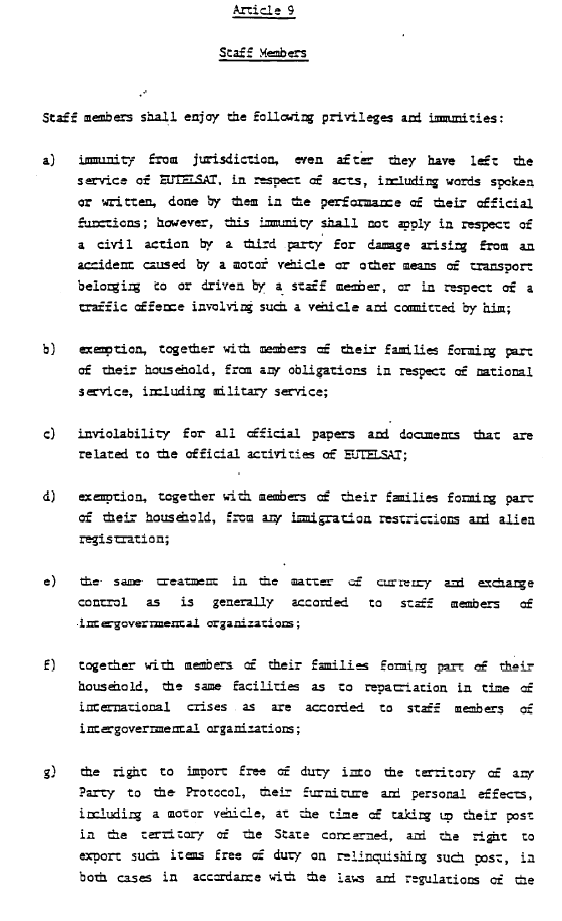 Article 9
Staff Members
Staff members shall enjoy the following privileges and immunities:
a) immunity from jurisdiction, even after they have left the
service of EUTELSAT, in respect of acts, including words spoken
or written, done by them in the performance of their official
functions; however, this immunity shall not apply in respect of
a civil action by a third party for damage arising from an
accident caused by a motor vehicle or other means of transport
belonging to or driven by a staff member, or in respect of a
traffic offence involving such a vehicle and committed by him;
b) exemption, together with members of their families forming part
of their household, from any obligations in respect of national
service, including military service;
c) inviolability for all official papers and documents that are
related to the official activities of EUTELSAT;
d) exemption, together with members of their families forming part
of their household, from any immigration restrictions and alien
registration;
e) the same treatment in the matter of currency and exchange
control as is generally accorded to staff members of
intergovernmental organizations;
f) together with members of their families forming part of their
household, the same facilities as to repatriation in time of
international crises as are accorded to staff members of
intergovernmental organizations;
g) the right to import free of duty into the territory of any
Party to the Protocol, their furniture and personal effects,
including a motor vehicle, at the time of taking up their post
in the territory of the State concerned, and the right to
export such items free of duty on relinquishing such post, in
both cases in accordance with the laws and regulations of the